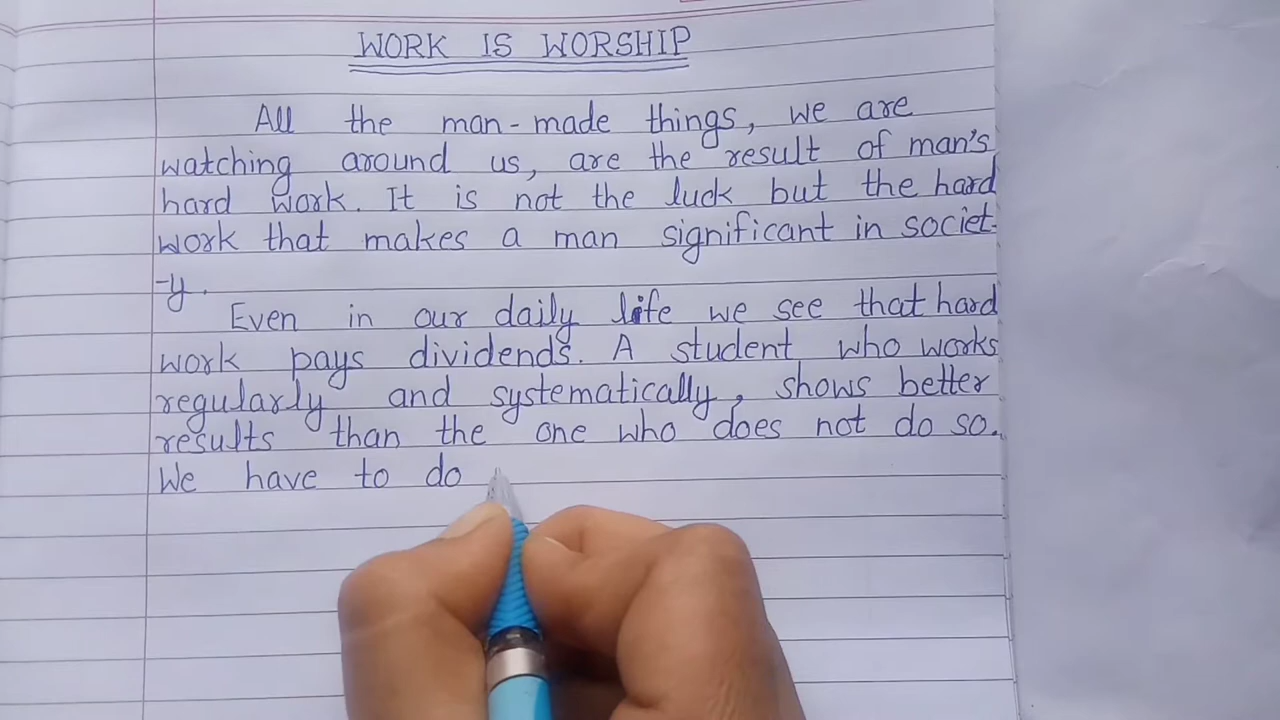 WORK IS WORSHIP
All the man-made things, we are
watching around us, are the result of man's
hard work. It is not the luck but the hard
work that makes a man significant in societ-
-y.
Even in our daily life we see that hard
work pays dividends. A student who works
regularly and systematically, shows better
results than the one who does not do so.
We have to do